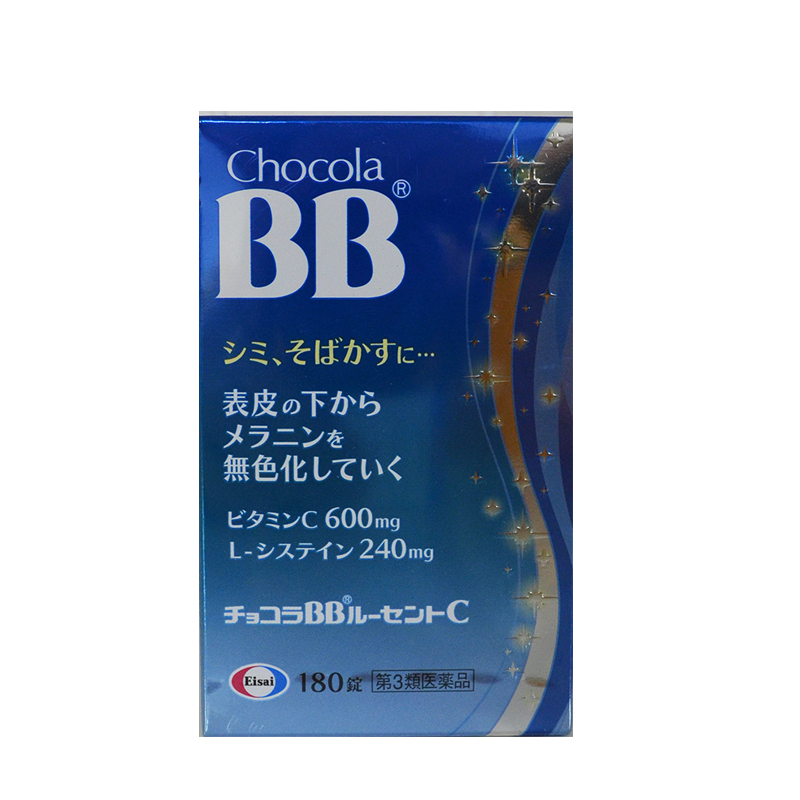 Chocola
BB®
シミ、そばかすに…
表皮の下から
メラニンを
無色化していく
ビタミンC 600mg
L-システイン 240mg
チョコラBB®ルーセントC
Eisai 180錠 第3類医薬品